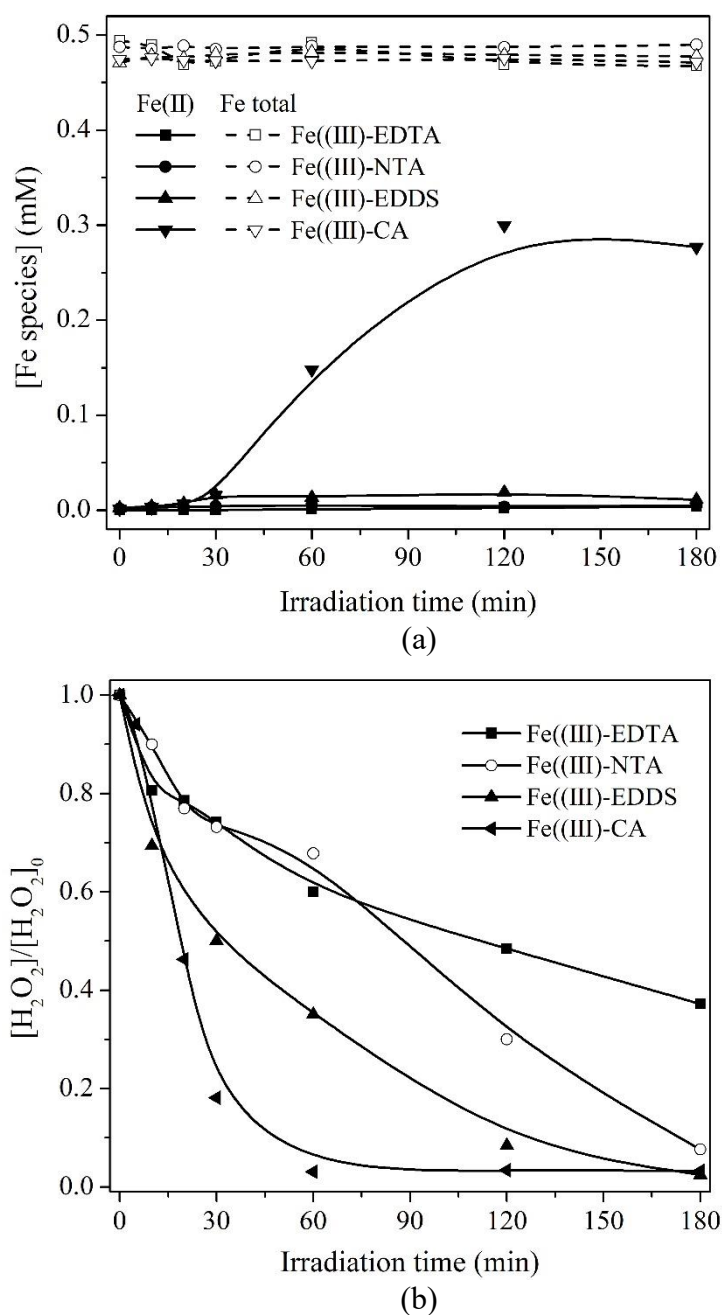 0.5
0.4
0.3
0.2
0.1
0.0
[Fe species] (mM)
Fe(II) Fe total
Fe((III)-EDTA
Fe((III)-NTA
Fe((III)-EDDS
Fe((III)-CA
0 30 60 90 120 150 180
Irradiation time (min)
(a)
1.0
0.8
0.6
0.4
0.2
0.0
[H₂O₂]/[H₂O₂]₀
Fe((III)-EDTA
Fe((III)-NTA
Fe((III)-EDDS
Fe((III)-CA
0 30 60 90 120 150 180
Irradiation time (min)
(b)